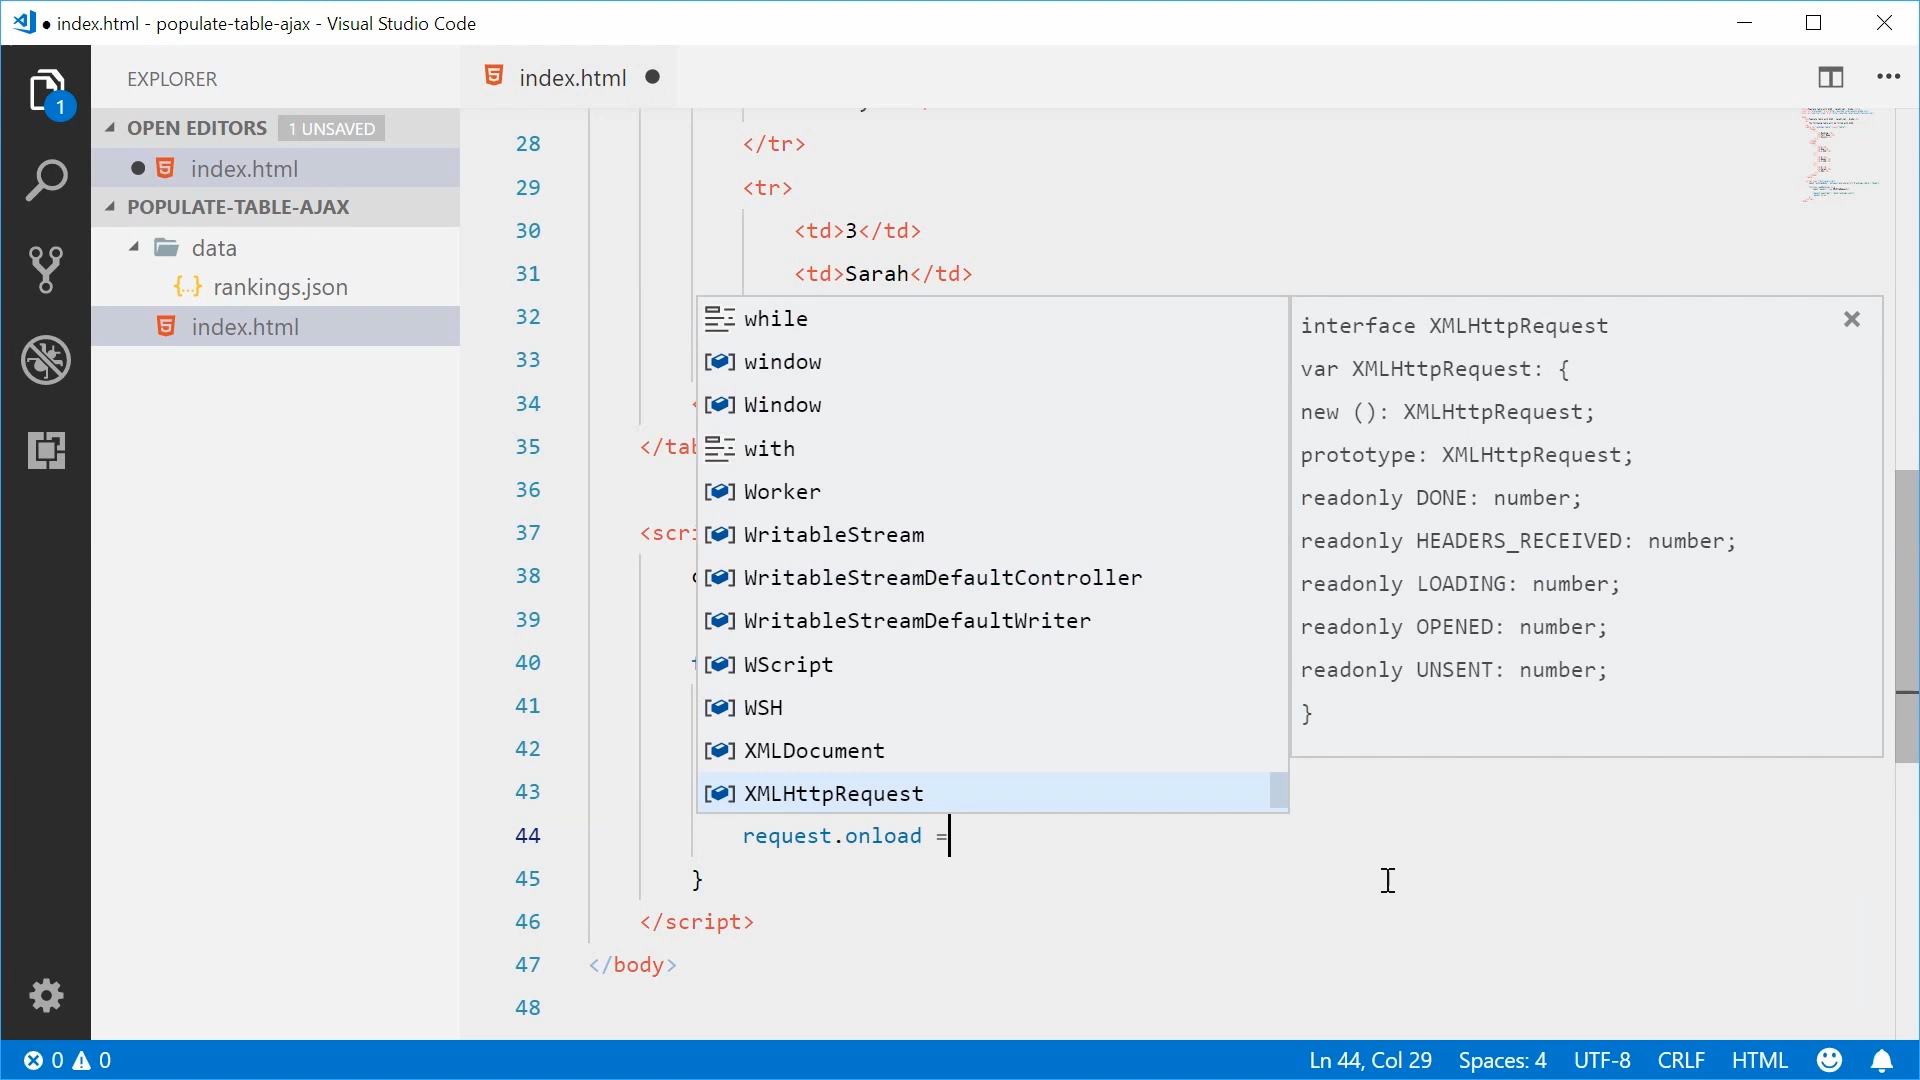 index.html - populate-table-ajax - Visual Studio Code
1
EXPLORER
OPEN EDITORS 1 UNSAVED
index.html
POPULATE-TABLE-AJAX
data
rankings.json
index.html
index.html
28 </tr>
29 <tr>
30 <td>3</td>
31 <td>Sarah</td>
32
33
34
35 </tab
36
37 <scri
38
39
40
41
42
43
44 request.onload =
45 }
46 </script>
47 </body>
48
while
window
Window
with
Worker
WritableStream
WritableStreamDefaultController
WritableStreamDefaultWriter
WScript
WSH
XMLDocument
XMLHttpRequest
interface XMLHttpRequest
var XMLHttpRequest: {
new (): XMLHttpRequest;
prototype: XMLHttpRequest;
readonly DONE: number;
readonly HEADERS_RECEIVED: number;
readonly LOADING: number;
readonly OPENED: number;
readonly UNSENT: number;
}
0 0 Ln 44, Col 29 Spaces: 4 UTF-8 CRLF HTML